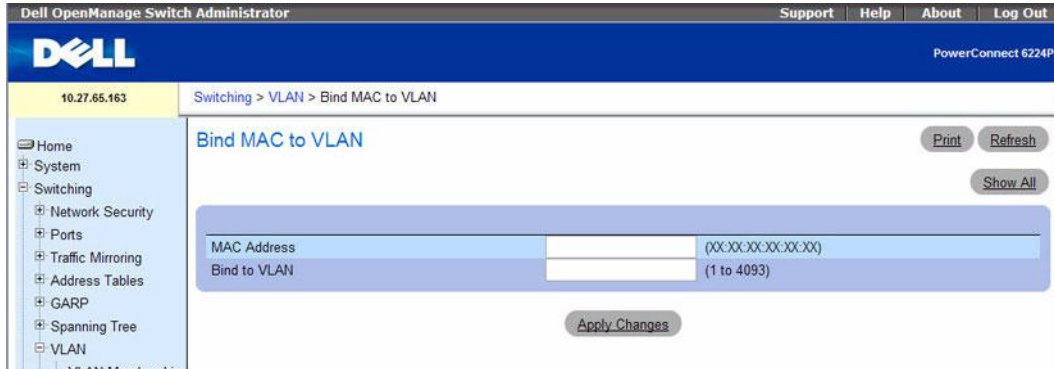 Dell OpenManage Switch Administrator
Support Help About Log Out
DELL
PowerConnect 6224P
10.27.65.163
Switching > VLAN > Bind MAC to VLAN
Home
System
Switching
Network Security
Ports
Traffic Mirroring
Address Tables
GARP
Spanning Tree
VLAN
Bind MAC to VLAN
Print Refresh
Show All
MAC Address (XX:XX:XX:XX:XX:XX)
Bind to VLAN (1 to 4093)
Apply Changes